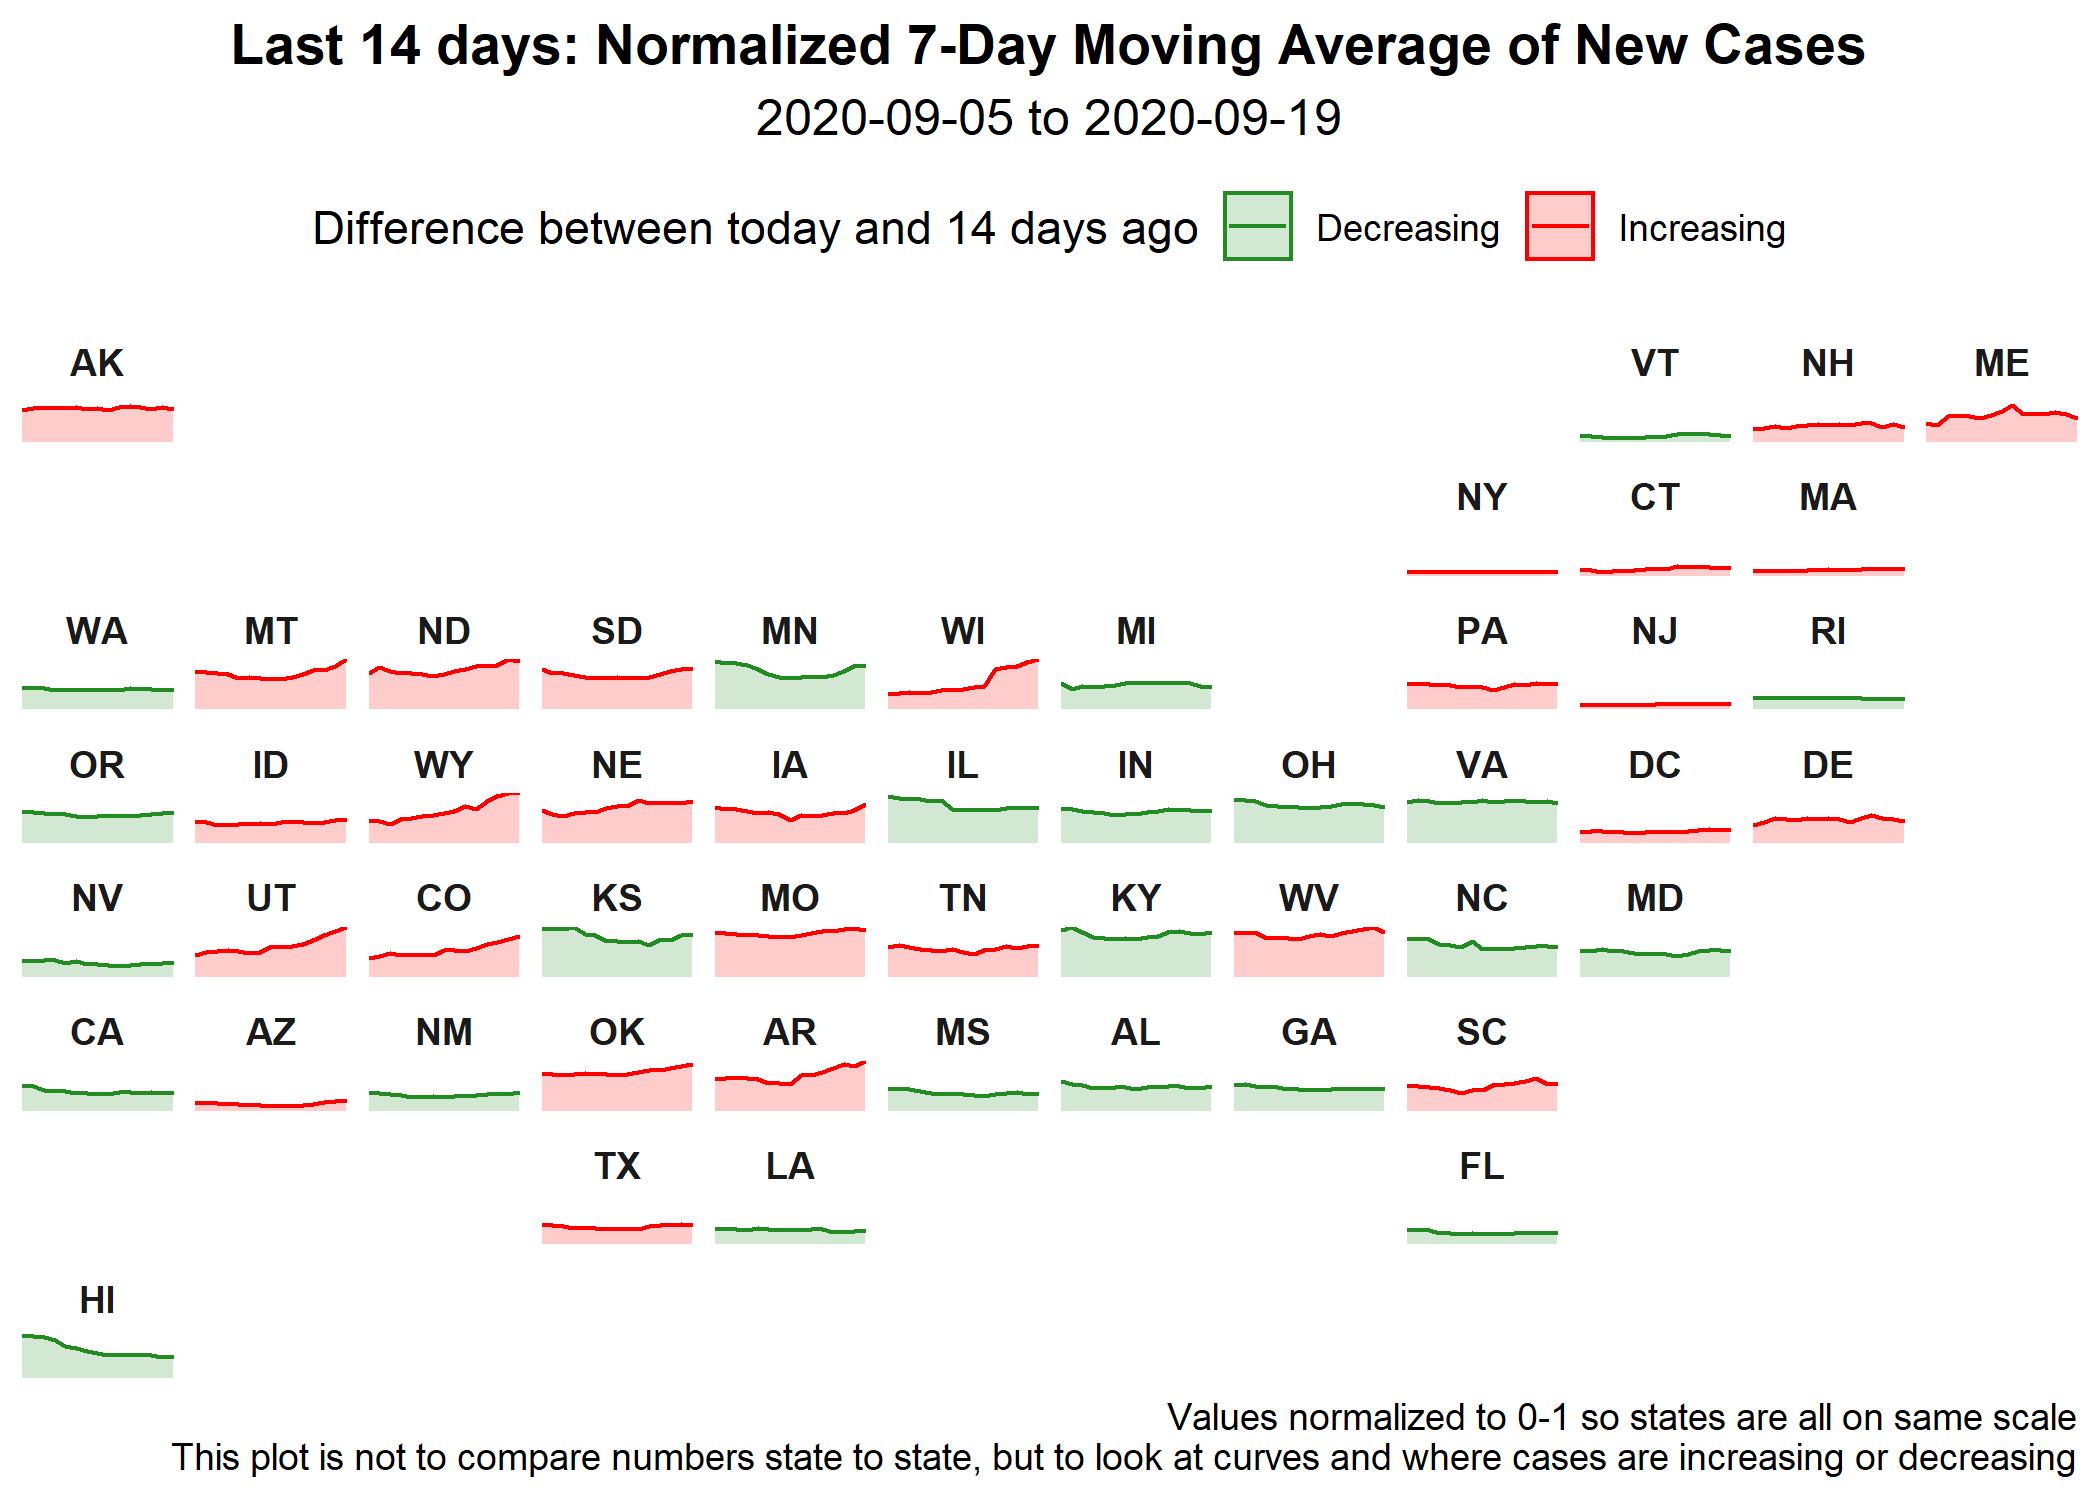 Last 14 days: Normalized 7-Day Moving Average of New Cases
2020-09-05 to 2020-09-19
Difference between today and 14 days ago Decreasing Increasing
AK VT NH ME
NY CT MA
WA MT ND SD MN WI MI PA NJ RI
OR ID WY NE IA IL IN OH VA DC DE
NV UT CO KS MO TN KY WV NC MD
CA AZ NM OK AR MS AL GA SC
TX LA FL
HI
Values normalized to 0-1 so states are all on same scale
This plot is not to compare numbers state to state, but to look at curves and where cases are increasing or decreasing